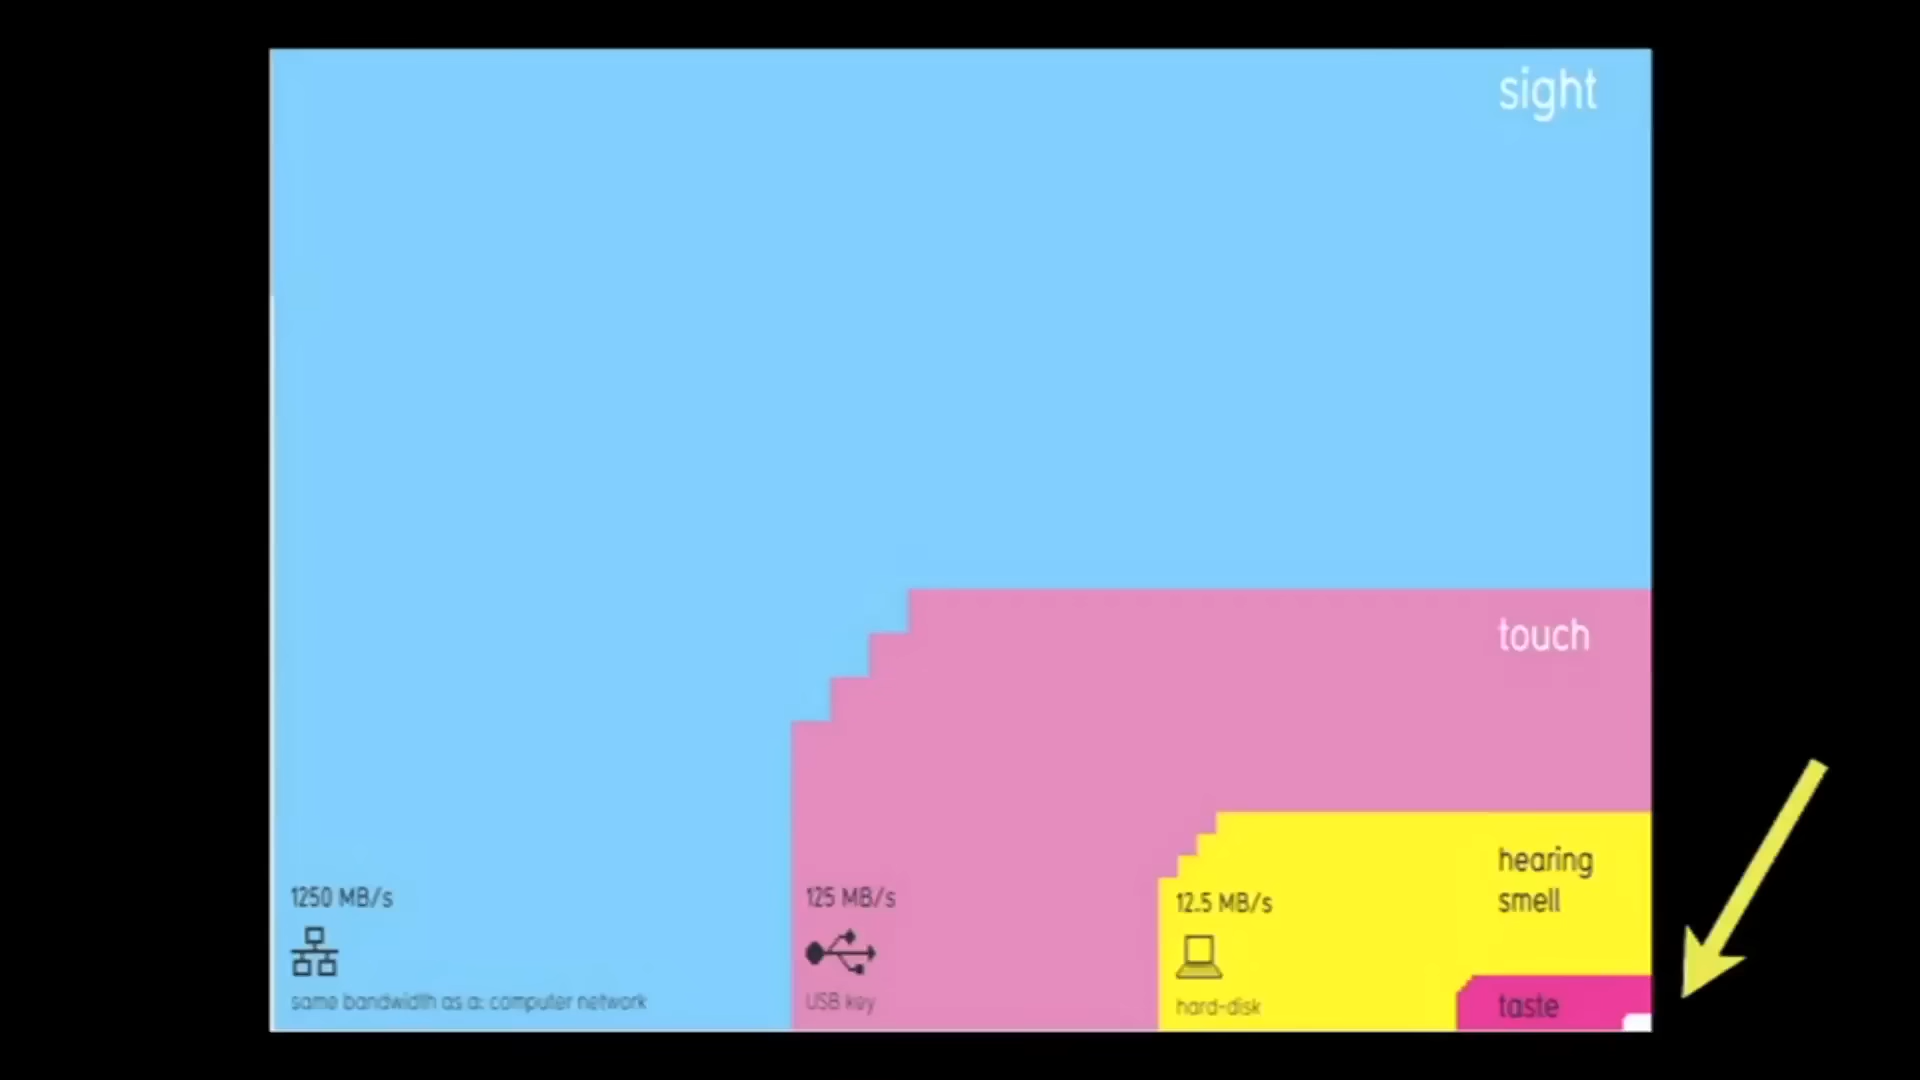 sight
touch
hearing
smell
1250 MB/s
125 MB/s
12.5 MB/s
same bandwidth as a: computer network
USB key
hard-disk
taste